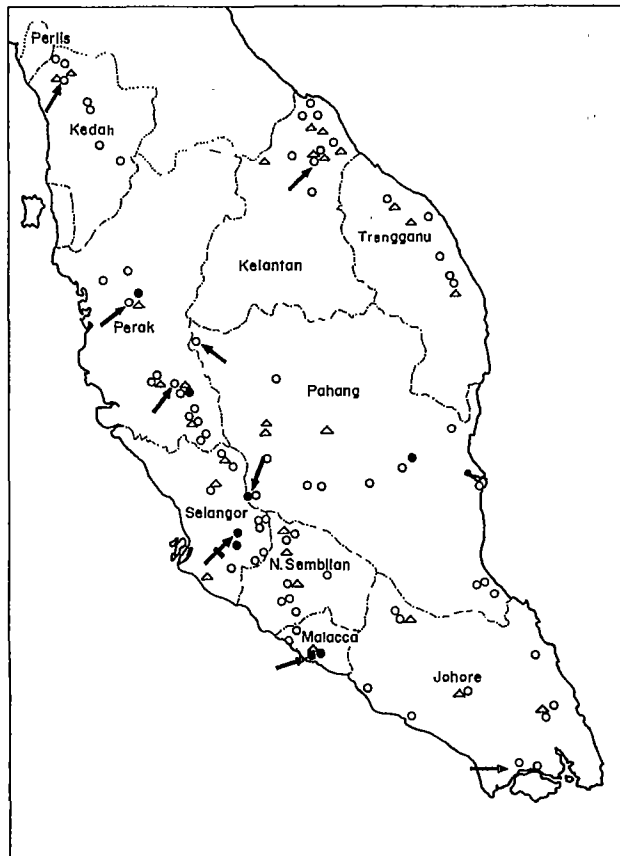 Perlis
Kedah
Trengganu
Kelantan
Perak
Pahang
Selangor
N. Sembilan
Malacca
Johore